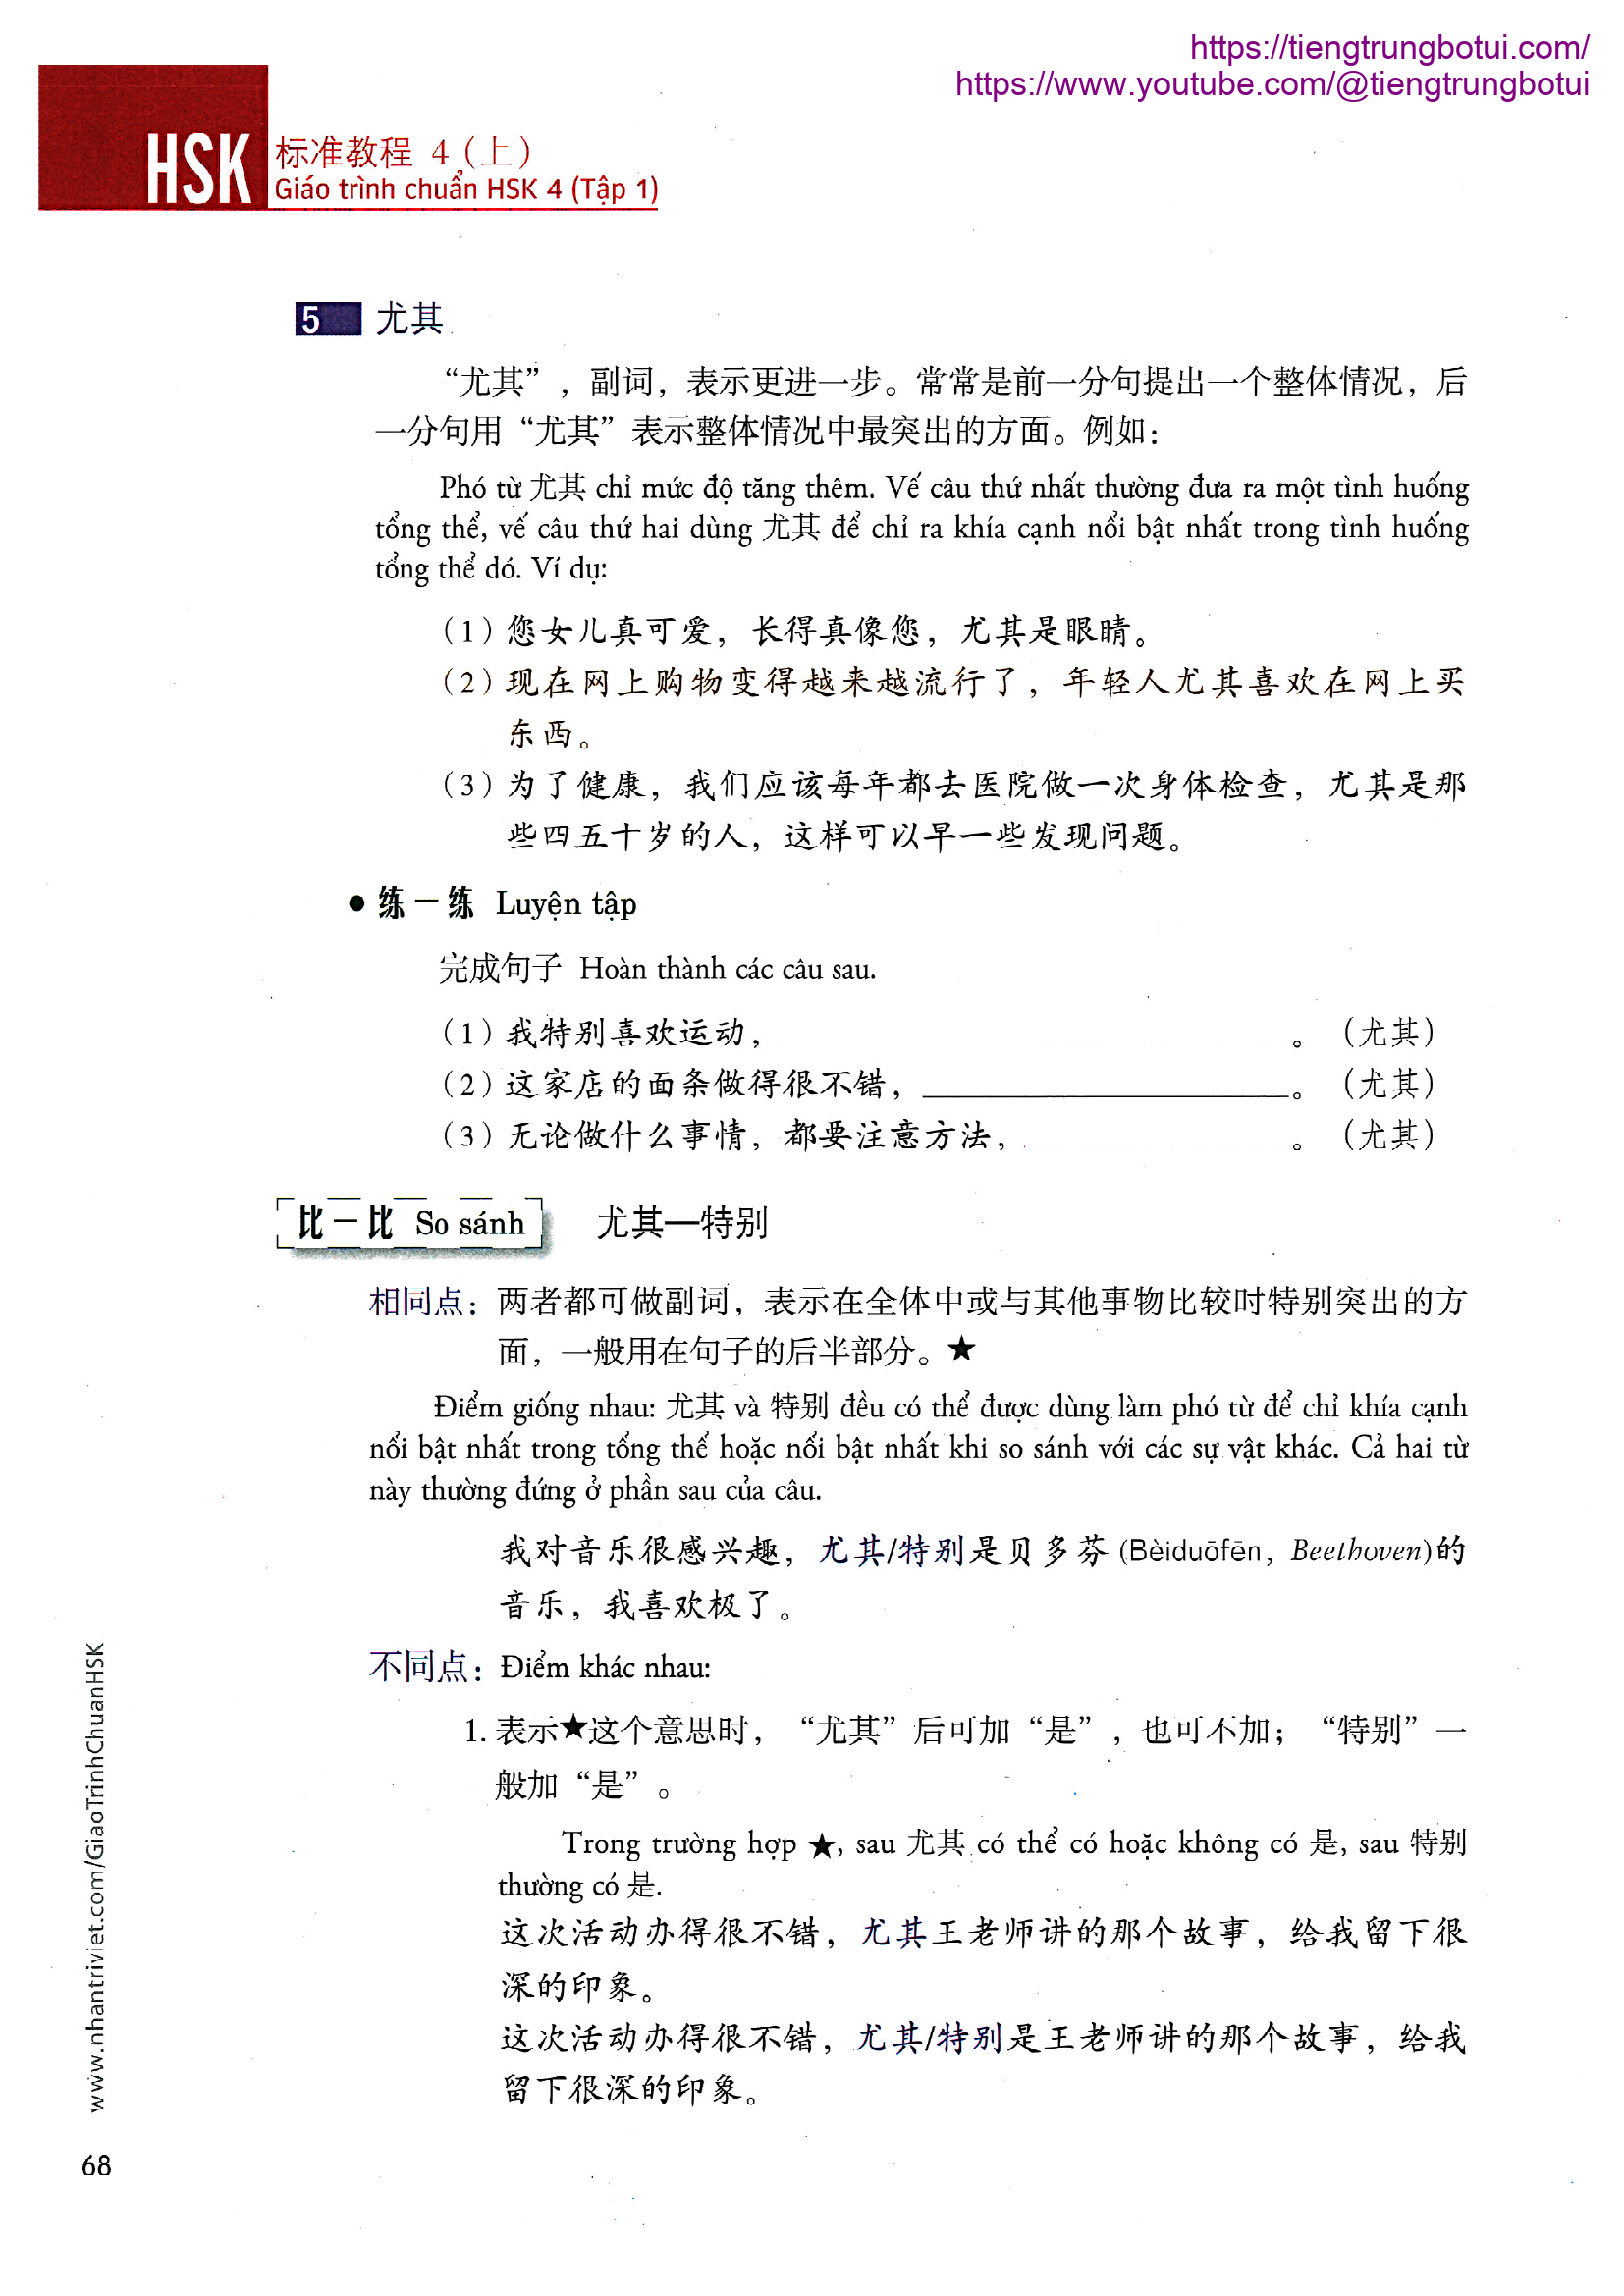 https://tiengtrungbotui.com/
https://www.youtube.com/@tiengtrungbotui
HSK 标准教程 4（上）
Giáo trình chuẩn HSK 4 (Tập 1)
5 尤其
“尤其”，副词，表示更进一步。常常是前一分句提出一个整体情况，后
一分句用“尤其”表示整体情况中最突出的方面。例如：
Phó từ 尤其 chỉ mức độ tăng thêm. Vế câu thứ nhất thường đưa ra một tình huống
tổng thể, vế câu thứ hai dùng 尤其 để chỉ ra khía cạnh nổi bật nhất trong tình huống
tổng thể đó. Ví dụ:
（1）您女儿真可爱，长得真像您，尤其是眼睛。
（2）现在网上购物变得越来越流行了，年轻人尤其喜欢在网上买
东西。
（3）为了健康，我们应该每年都去医院做一次身体检查，尤其是那
些四五十岁的人，这样可以早一些发现问题。
● 练一练 Luyện tập
完成句子 Hoàn thành các câu sau.
（1）我特别喜欢运动， 。（尤其）
（2）这家店的面条做得很不错，____________________。（尤其）
（3）无论做什么事情，都要注意方法，______________。（尤其）
比一比 So sánh 尤其—特别
相同点：两者都可做副词，表示在全体中或与其他事物比较时特别突出的方
面，一般用在句子的后半部分。★
Điểm giống nhau: 尤其 và 特别 đều có thể được dùng làm phó từ để chỉ khía cạnh
nổi bật nhất trong tổng thể hoặc nổi bật nhất khi so sánh với các sự vật khác. Cả hai từ
này thường đứng ở phần sau của câu.
我对音乐很感兴趣，尤其/特别是贝多芬 (Bèiduōfēn, Beethoven)的
音乐，我喜欢极了。
不同点：Điểm khác nhau:
1. 表示★这个意思时，“尤其”后可加“是”，也可不加；“特别”一
般加“是”。
Trong trường hợp ★, sau 尤其 có thể có hoặc không có 是, sau 特别
thường có 是.
这次活动办得很不错，尤其王老师讲的那个故事，给我留下很
深的印象。
这次活动办得很不错，尤其/特别是王老师讲的那个故事，给我
留下很深的印象。
www.nhantriviet.com/GiaoTrinhChuanHSK
68